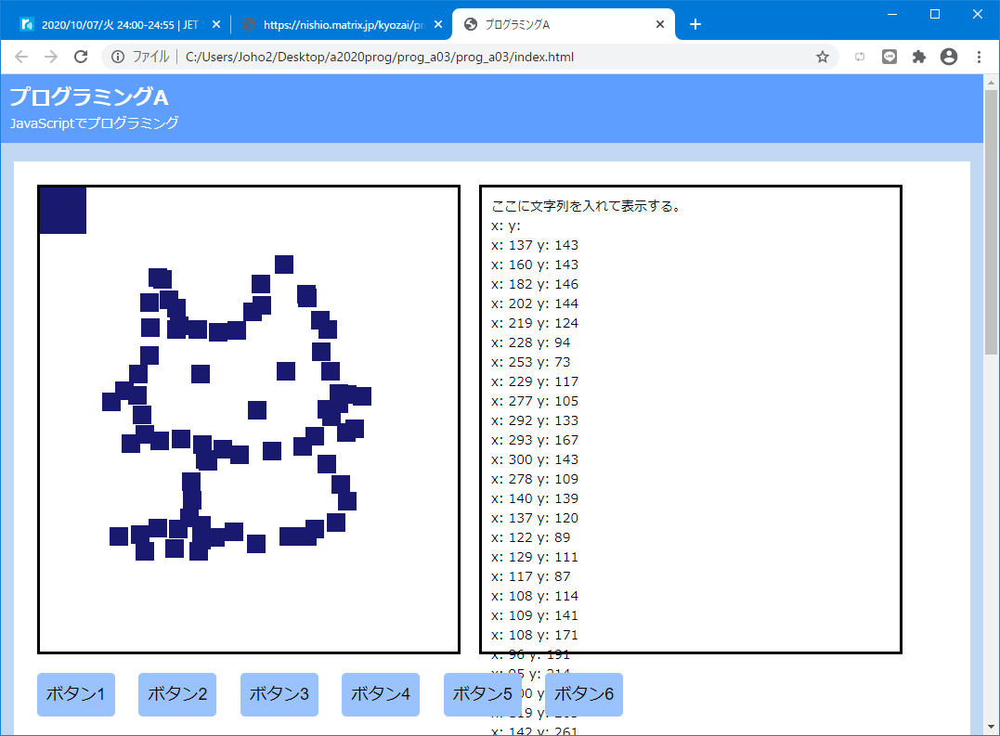 2020/10/07/火 24:00-24:55 | JET
https://nishio.matrix.jp/kyozai/pr
プログラミングA
ファイル | C:/Users/Joho2/Desktop/a2020prog/prog_a03/prog_a03/index.html
プログラミングA
JavaScriptでプログラミング
ここに文字列を入れて表示する。
x: y:
x: 137 y: 143
x: 160 y: 143
x: 182 y: 146
x: 202 y: 144
x: 219 y: 124
x: 228 y: 94
x: 253 y: 73
x: 229 y: 117
x: 277 y: 105
x: 292 y: 133
x: 293 y: 167
x: 300 y: 143
x: 278 y: 109
x: 140 y: 139
x: 137 y: 120
x: 122 y: 89
x: 129 y: 111
x: 117 y: 87
x: 108 y: 114
x: 109 y: 141
x: 108 y: 171
x: 96 y: 191
ボタン1 ボタン2 ボタン3 ボタン4 ボタン5 ボタン6
x: 142 y: 261